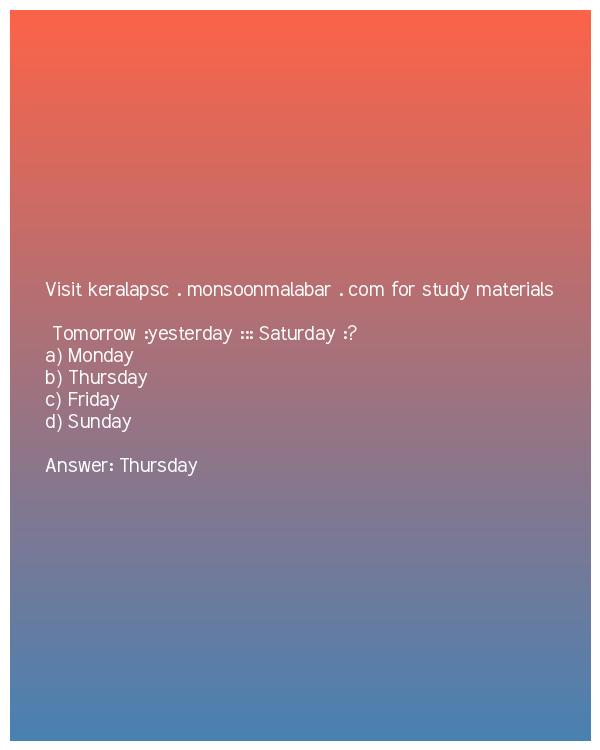 Visit keralapsc . monsoonmalabar . com for study materials
Tomorrow :yesterday ::: Saturday :?
a) Monday
b) Thursday
c) Friday
d) Sunday
Answer: Thursday